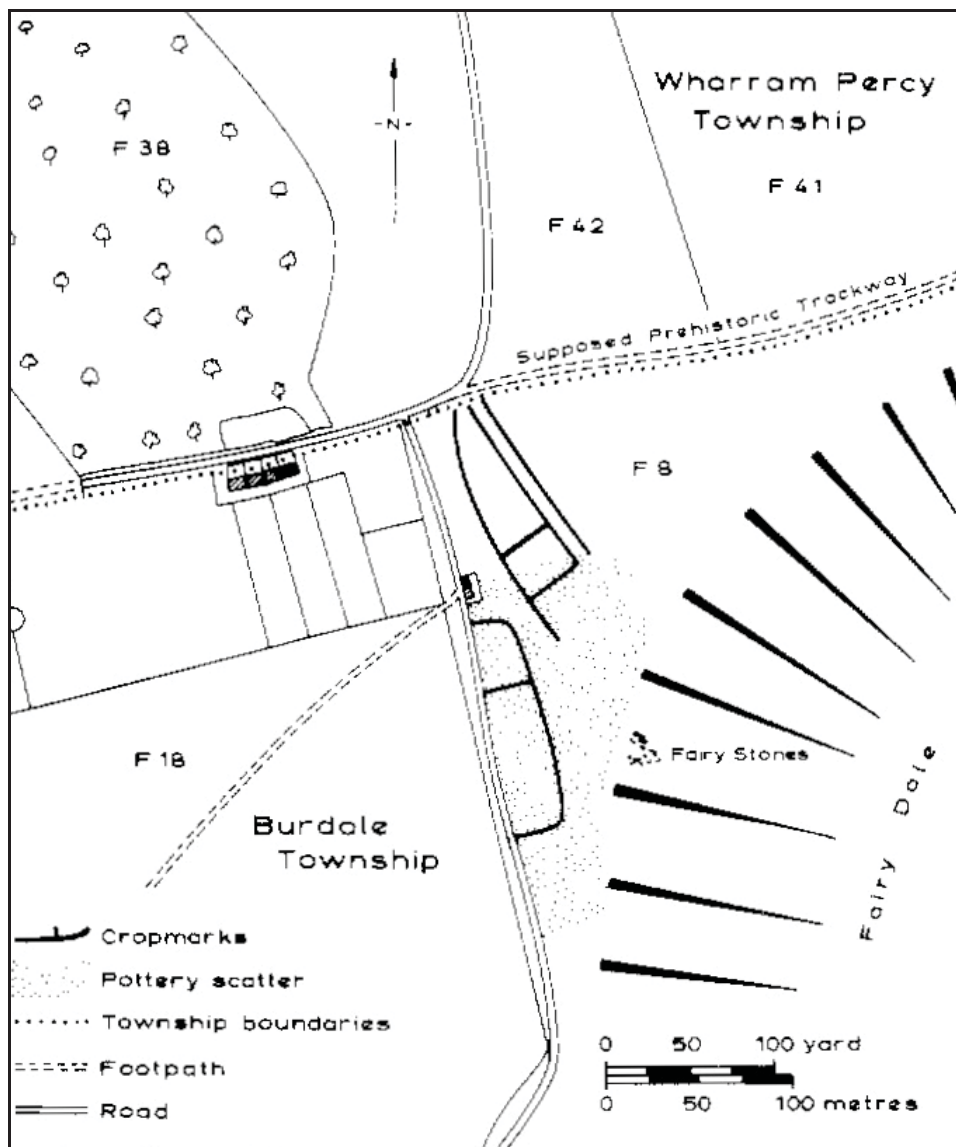 Wharram Percy
Township
F 38
-N-
F 41
F 42
Supposed Prehistoric Trackway
F 8
Fairy Stones
F 18
Fairy Dale
Burdale
Township
Cropmarks
Pottery scatter
Township boundaries
Footpath
Road
0 50 100 yard
0 50 100 metres